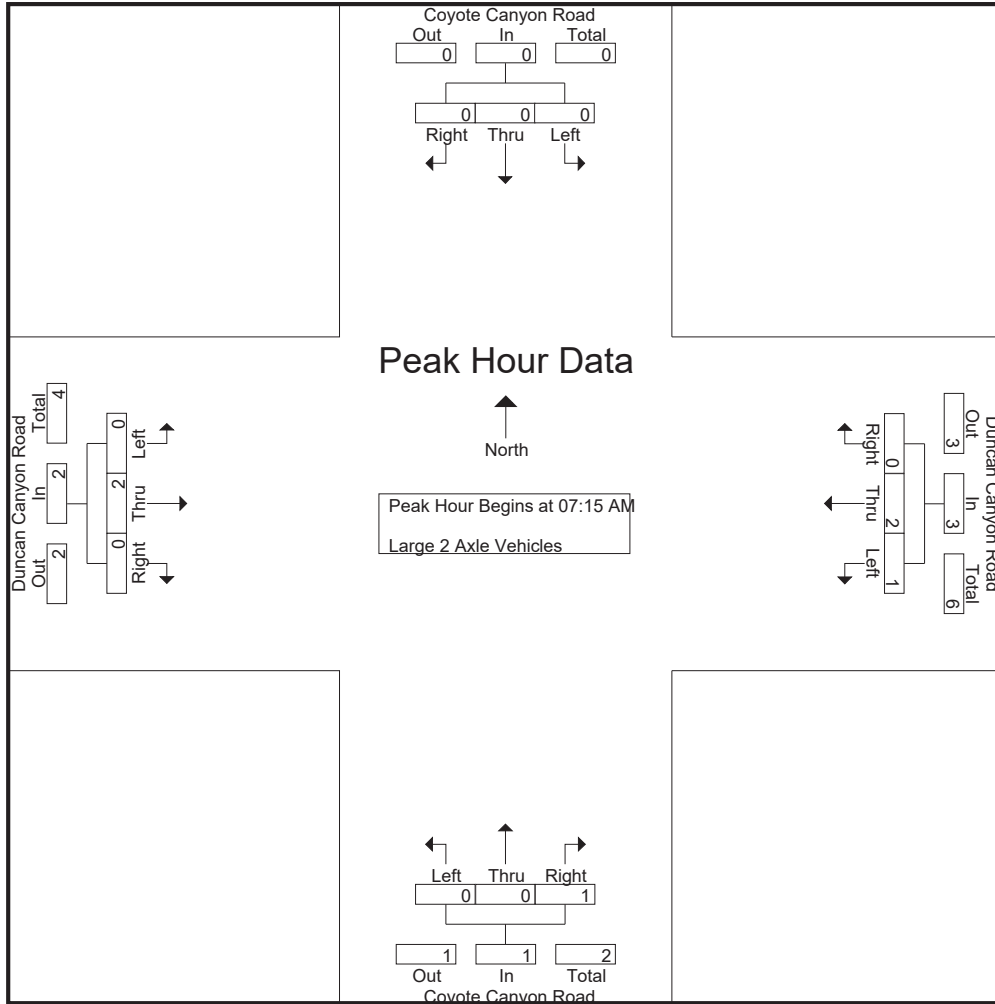 Coyote Canyon Road
Out In Total
0 0 0
0 0 0
Right Thru Left
Peak Hour Data
North
Peak Hour Begins at 07:15 AM
Large 2 Axle Vehicles
Duncan Canyon Road
Out In Total
2 2 4
Left Thru Right
0 2 0
Duncan Canyon Road
Out In Total
3 3 6
Right Thru Left
0 2 1
Left Thru Right
0 0 1
1 1 2
Out In Total
Coyote Canyon Road